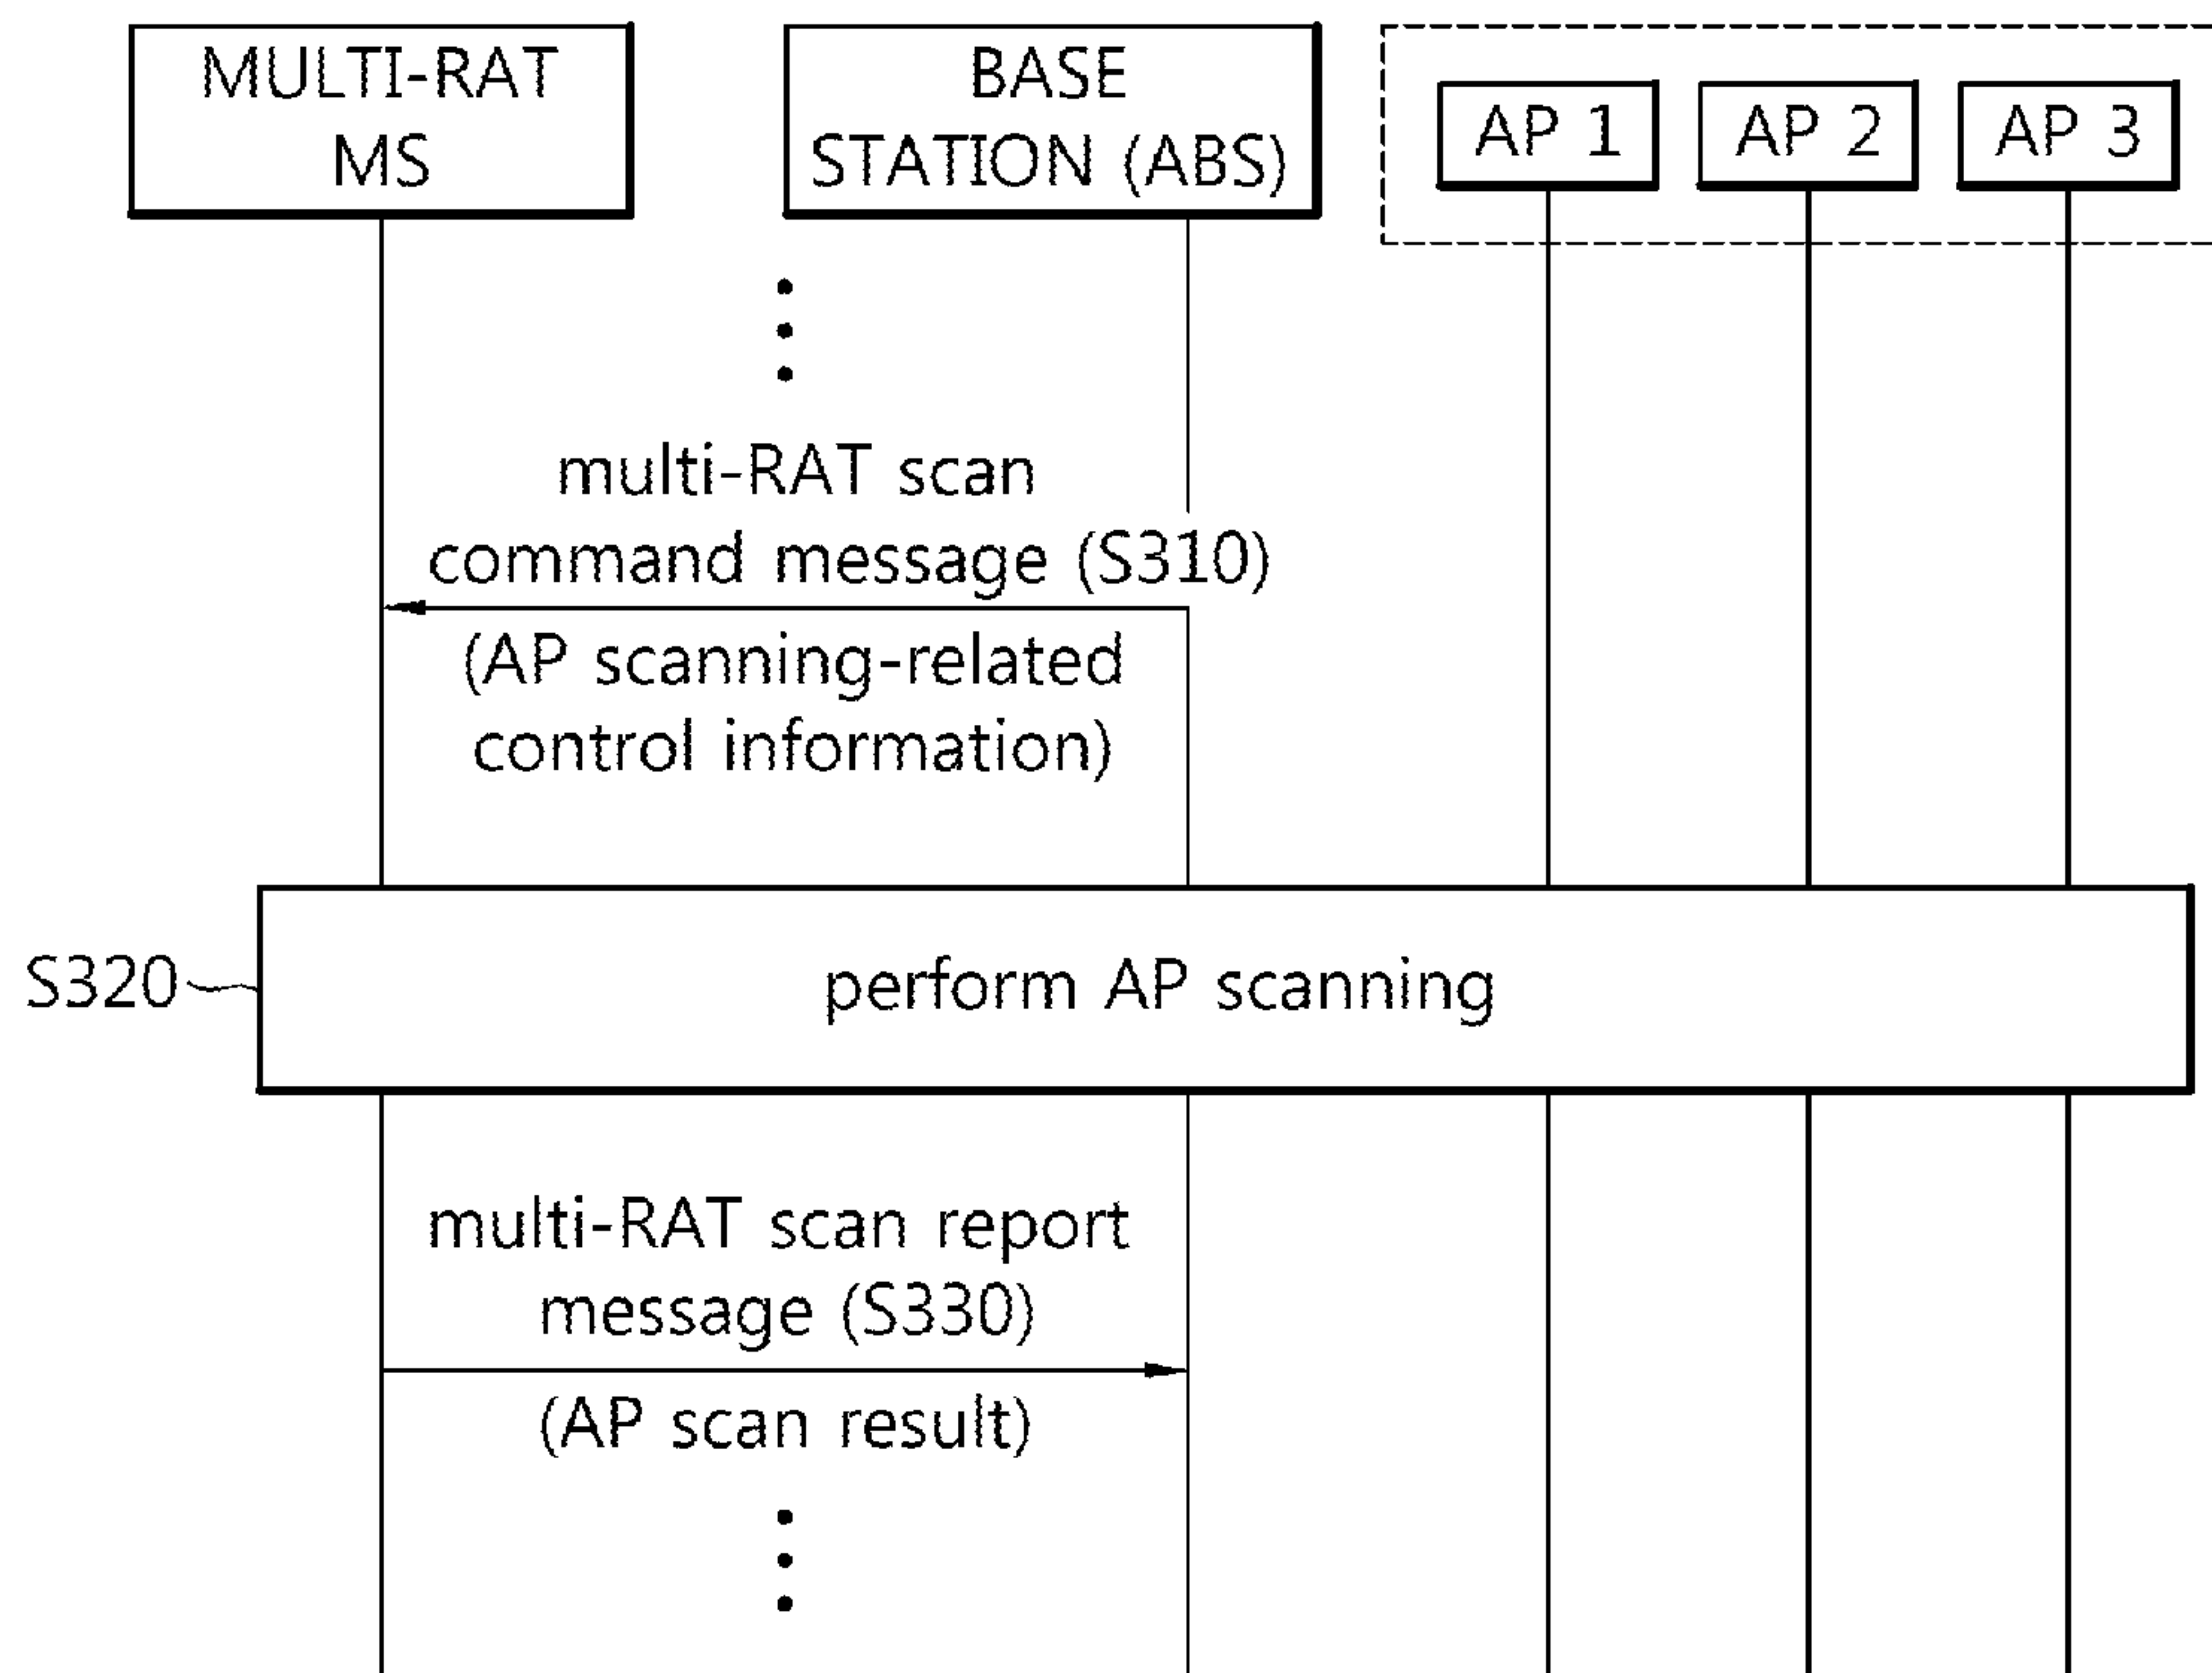 MULTI-RAT
MS
BASE
STATION (ABS)
AP 1
AP 2
AP 3
multi-RAT scan
command message (S310)
(AP scanning-related
control information)
S320
perform AP scanning
multi-RAT scan report
message (S330)
(AP scan result)